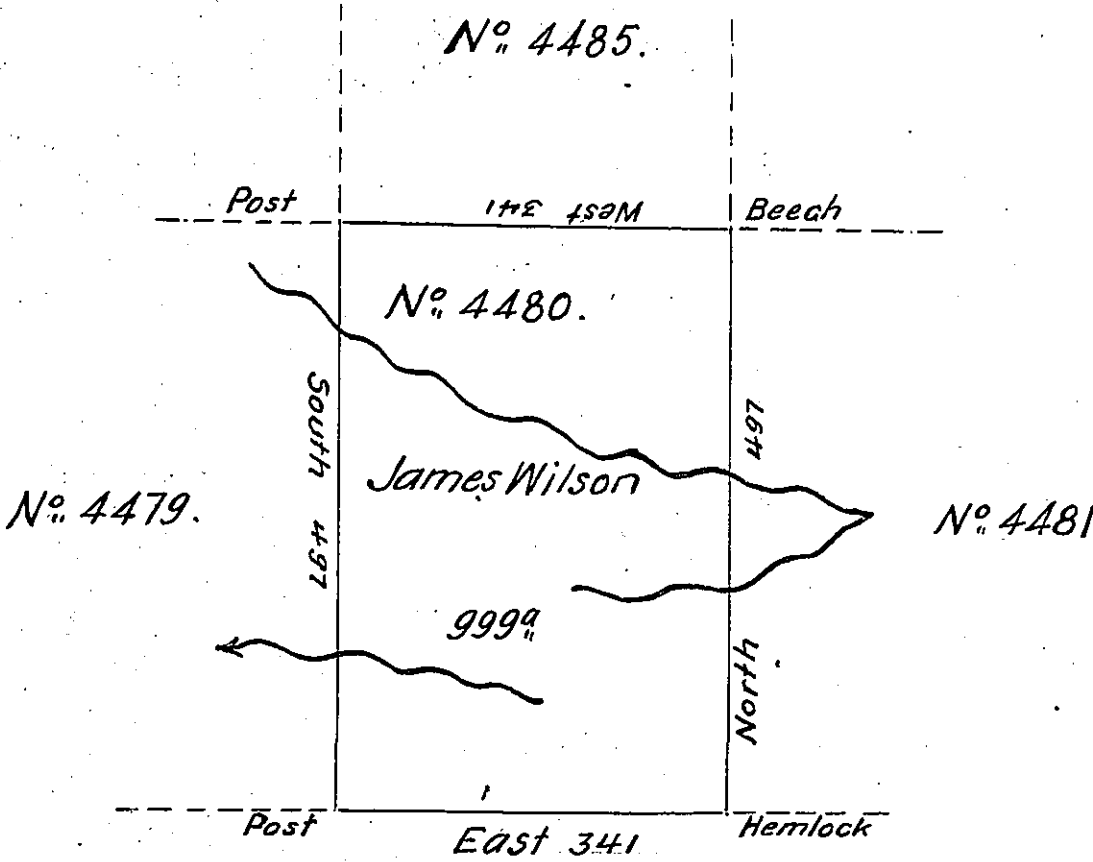 Nº 4485.
Post
West 341
Beech
Nº 4480.
South 497
497
James Wilson
Nº 4479.
Nº 4481
999a
North
Post
East 341
Hemlock